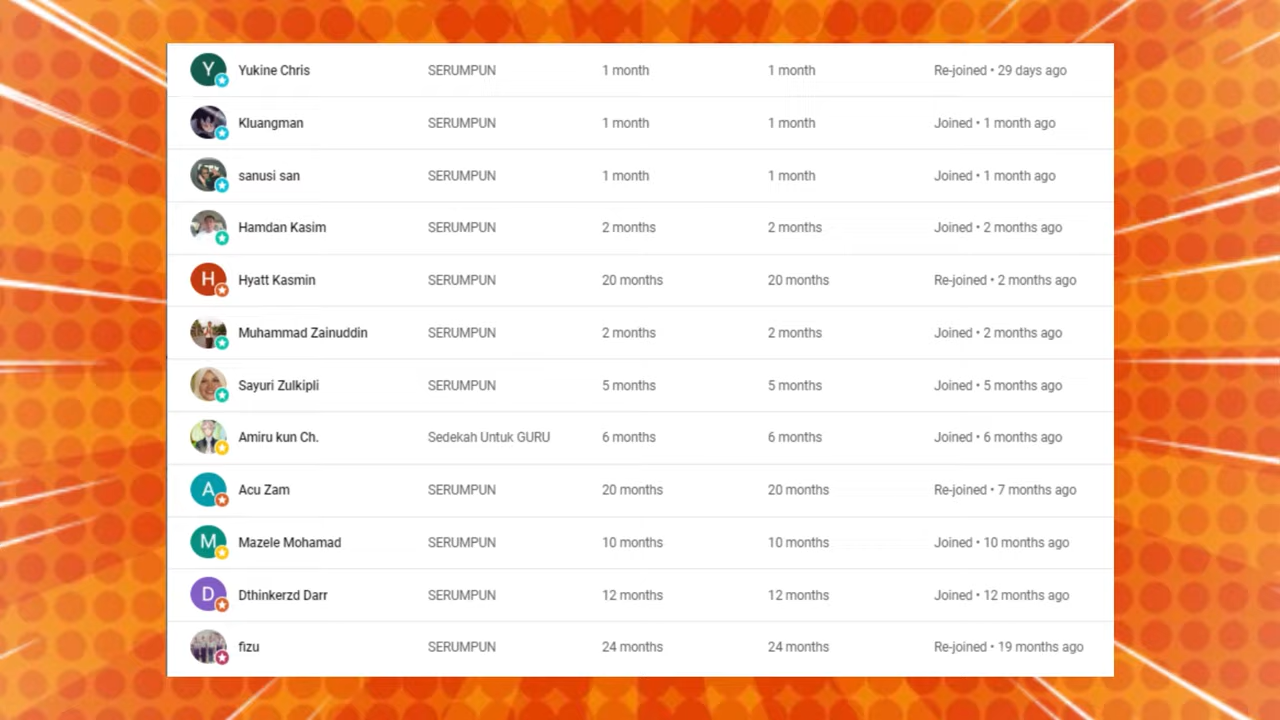 Y Yukine Chris SERUMPUN 1 month 1 month Re-joined • 29 days ago
Kluangman SERUMPUN 1 month 1 month Joined • 1 month ago
sanusi san SERUMPUN 1 month 1 month Joined • 1 month ago
Hamdan Kasim SERUMPUN 2 months 2 months Joined • 2 months ago
H Hyatt Kasmin SERUMPUN 20 months 20 months Re-joined • 2 months ago
Muhammad Zainuddin SERUMPUN 2 months 2 months Joined • 2 months ago
Sayuri Zulkipli SERUMPUN 5 months 5 months Joined • 5 months ago
Amiru kun Ch. Sedekah Untuk GURU 6 months 6 months Joined • 6 months ago
A Acu Zam SERUMPUN 20 months 20 months Re-joined • 7 months ago
M Mazele Mohamad SERUMPUN 10 months 10 months Joined • 10 months ago
D Dthinkerzd Darr SERUMPUN 12 months 12 months Joined • 12 months ago
fizu SERUMPUN 24 months 24 months Re-joined • 19 months ago